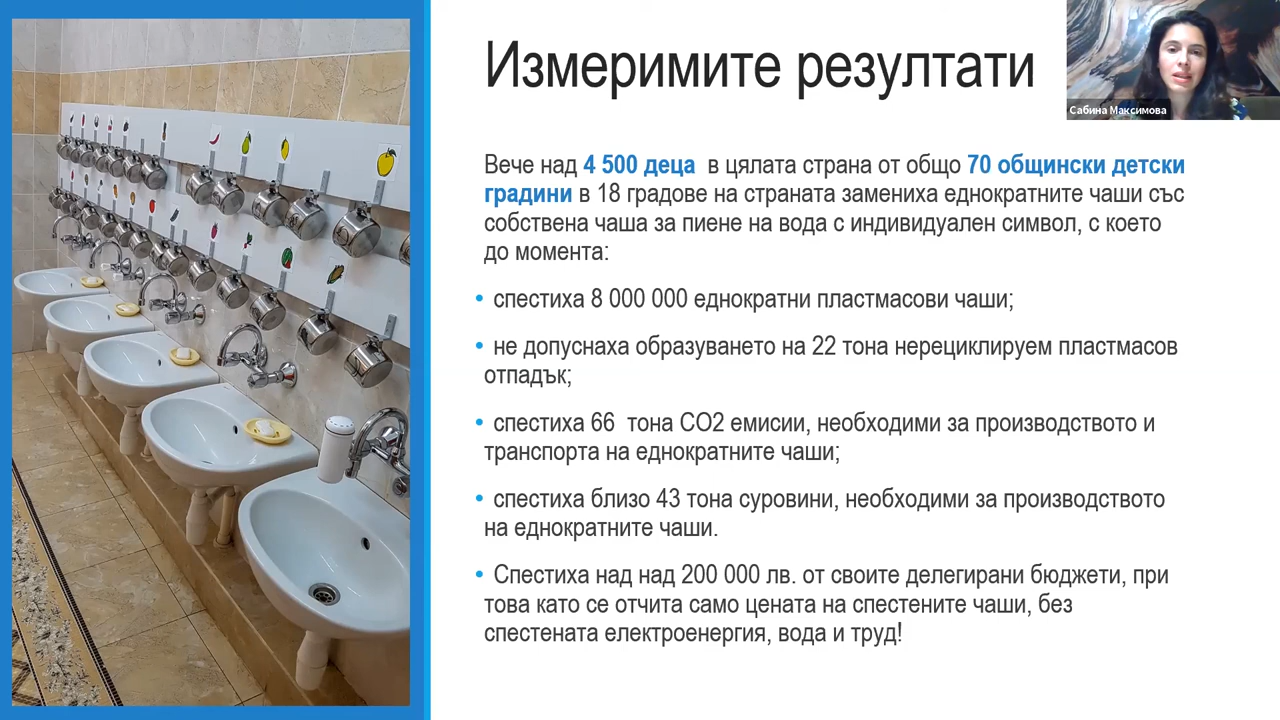 Измеримите резултати
Сабина Максимова
Вече над 4 500 деца в цялата страна от общо 70 общински детски
градини в 18 градове на страната замениха еднократните чаши със
собствена чаша за пиене на вода с индивидуален символ, с което
до момента:
• спестиха 8 000 000 еднократни пластмасови чаши;
• не допуснаха образуването на 22 тона нерециклируем пластмасов
отпадък;
• спестиха 66 тона СО2 емисии, необходими за производството и
транспорта на еднократните чаши;
• спестиха близо 43 тона суровини, необходими за производството
на еднократните чаши.
• Спестиха над над 200 000 лв. от своите делегирани бюджети, при
това като се отчита само цената на спестените чаши, без
спестената електроенергия, вода и труд!